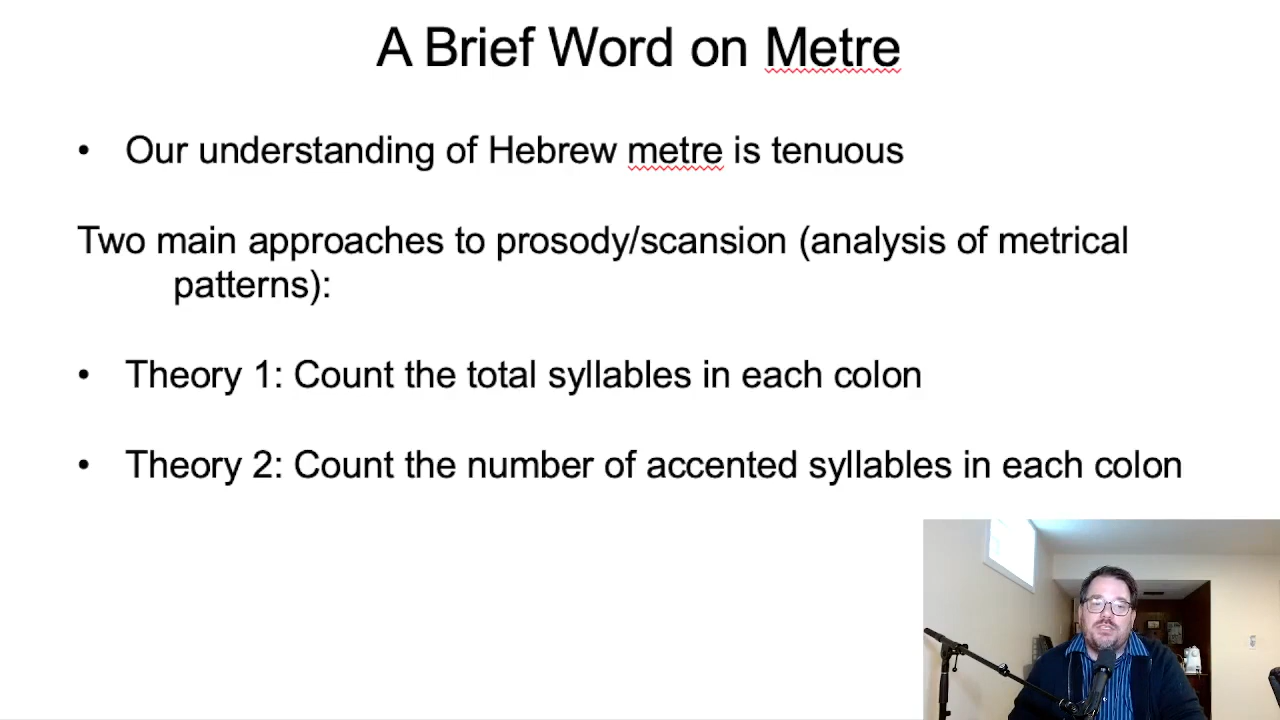 A Brief Word on Metre
• Our understanding of Hebrew metre is tenuous
Two main approaches to prosody/scansion (analysis of metrical
patterns):
• Theory 1: Count the total syllables in each colon
• Theory 2: Count the number of accented syllables in each colon